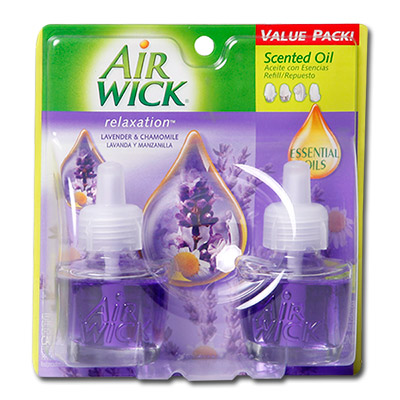 VALUE PACK!
AIR
WICK®
relaxation™
LAVENDER & CHAMOMILE
LAVANDA Y MANZANILLA
Scented Oil
Aceite con Esencias
Refill/Repuesto
ESSENTIAL
OILS
AIR
WICK
AIR
WICK